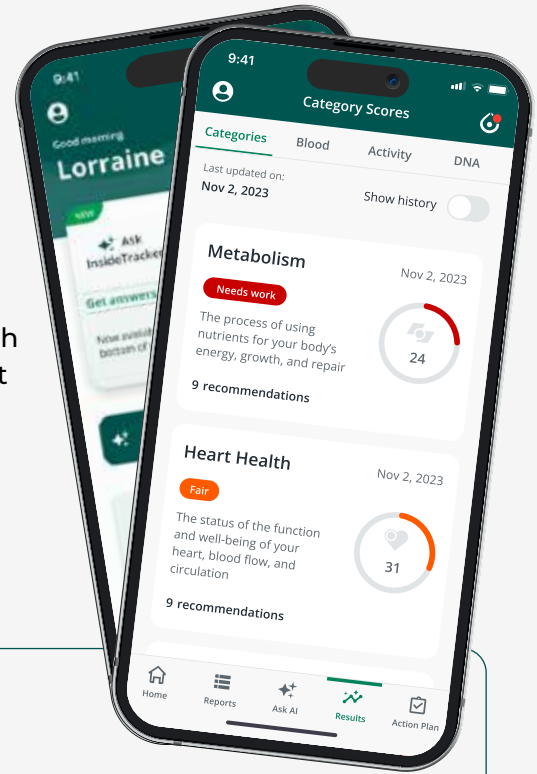 9:41
Good morning
Lorraine
NEW
Ask
InsideTracker
Get answers
h
t
9:41
Category Scores
Categories
Blood
Activity
DNA
Last updated on:
Nov 2, 2023
Show history
Metabolism
Nov 2, 2023
Needs work
The process of using
nutrients for your body's
energy, growth, and repair
24
9 recommendations
Heart Health
Nov 2, 2023
Fair
The status of the function
and well-being of your
heart, blood flow, and
circulation
31
9 recommendations
Home
Reports
Ask AI
Results
Action Plan